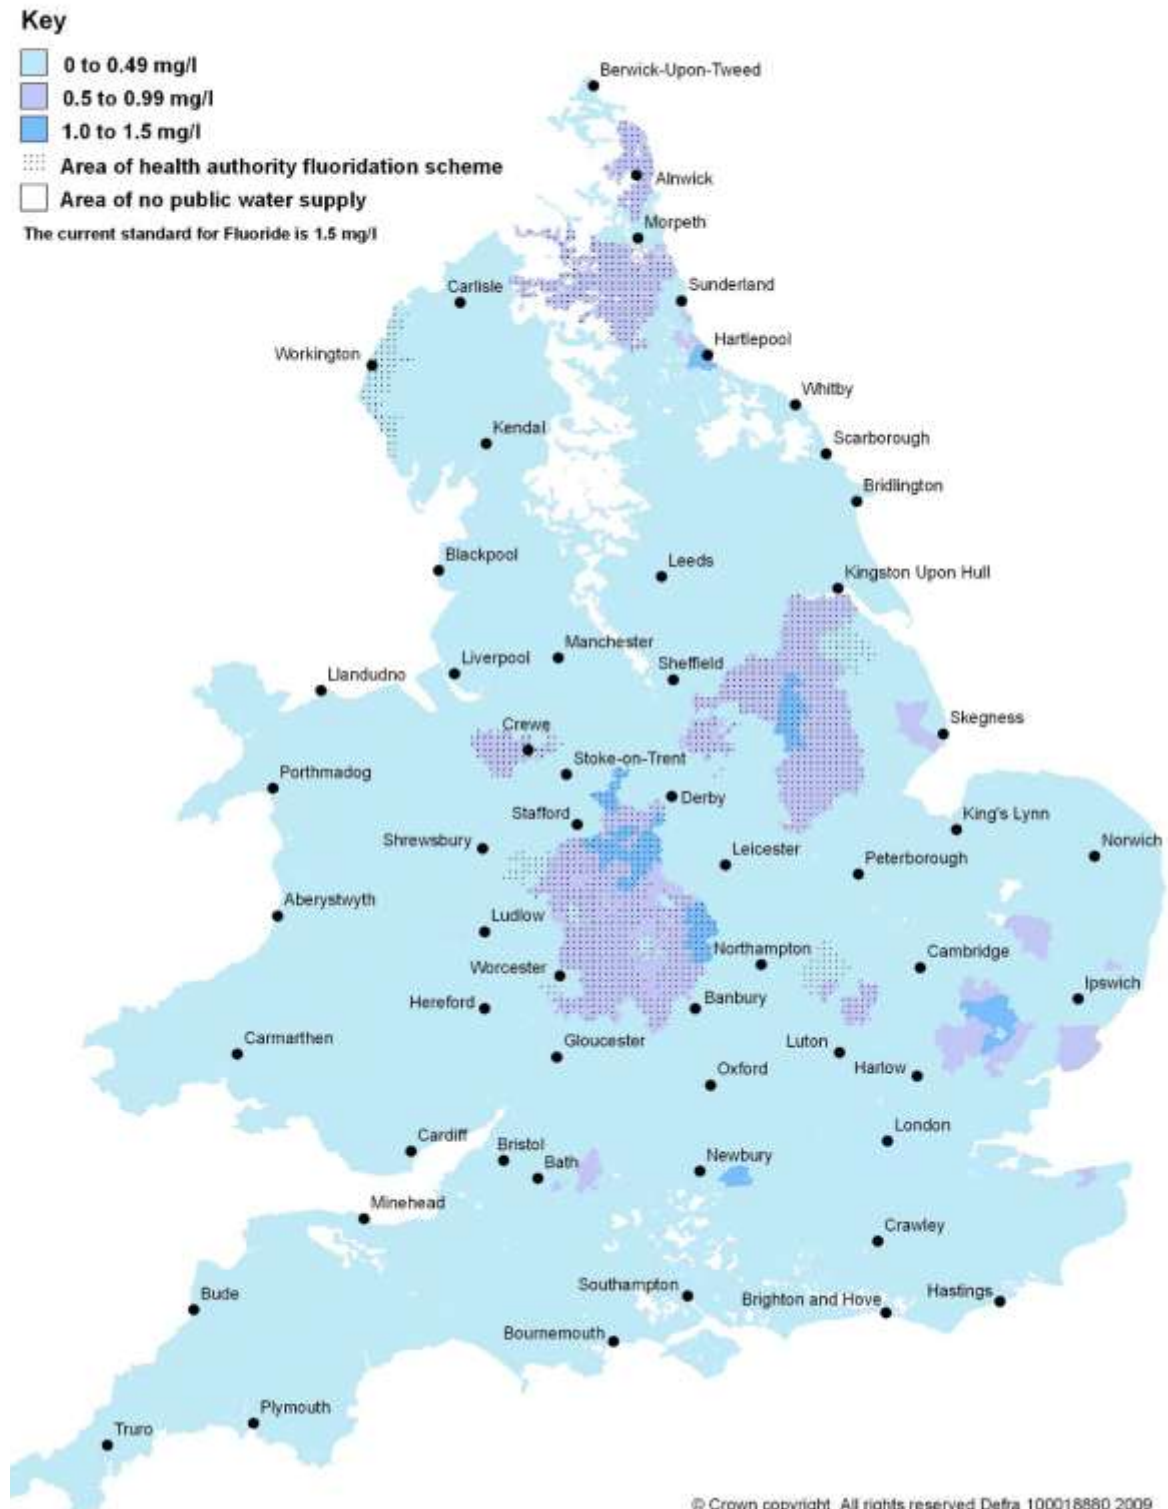 Key
0 to 0.49 mg/l
0.5 to 0.99 mg/l
1.0 to 1.5 mg/l
Area of health authority fluoridation scheme
Area of no public water supply
The current standard for Fluoride is 1.5 mg/l
Berwick-Upon-Tweed
Alnwick
Morpeth
Carlisle
Sunderland
Hartlepool
Workington
Whitby
Kendal
Scarborough
Bridlington
Blackpool
Leeds
Kingston Upon Hull
Manchester
Liverpool
Sheffield
Llandudno
Skegness
Crewe
Stoke-on-Trent
Porthmadog
Derby
Stafford
King's Lynn
Shrewsbury
Norwich
Leicester
Peterborough
Aberystwyth
Ludlow
Northampton
Cambridge
Worcester
Ipswich
Hereford
Banbury
Carmarthen
Gloucester
Luton
Oxford
Harlow
London
Cardiff
Bristol
Bath
Newbury
Minehead
Crawley
Southampton
Bude
Brighton and Hove
Hastings
Bournemouth
Plymouth
Truro
© Crown copyright. All rights reserved Defra 100018880 2009